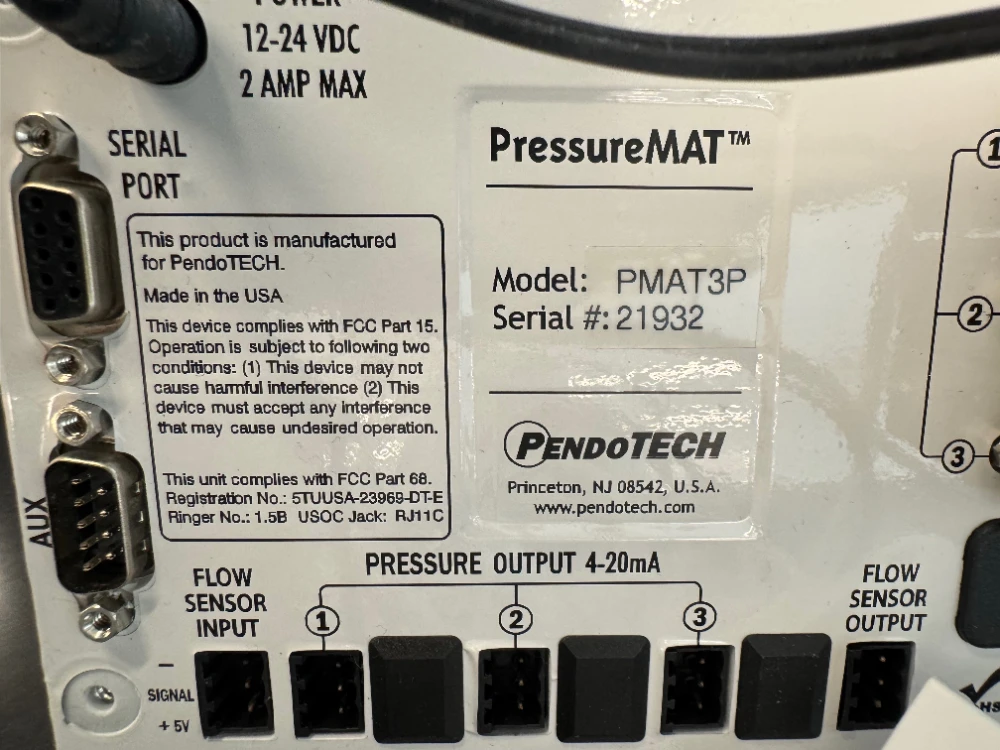 12-24 VDC
2 AMP MAX
SERIAL
PORT
This product is manufactured
for PendoTECH.
Made in the USA
This device complies with FCC Part 15.
Operation is subject to following two
conditions: (1) This device may not
cause harmful interference (2) This
device must accept any interference
that may cause undesired operation.
This unit complies with FCC Part 68.
Registration No.: 5TUUSA-23969-DT-E
Ringer No.: 1.5B USOC Jack: RJ11C
PressureMAT™
Model: PMAT3P
Serial #: 21932
PENDOTECH
Princeton, NJ 08542, U.S.A.
www.pendotech.com
1
2
3
AUX
PRESSURE OUTPUT 4-20mA
FLOW
SENSOR
INPUT
1
2
3
FLOW
SENSOR
OUTPUT
–
SIGNAL
+ 5V